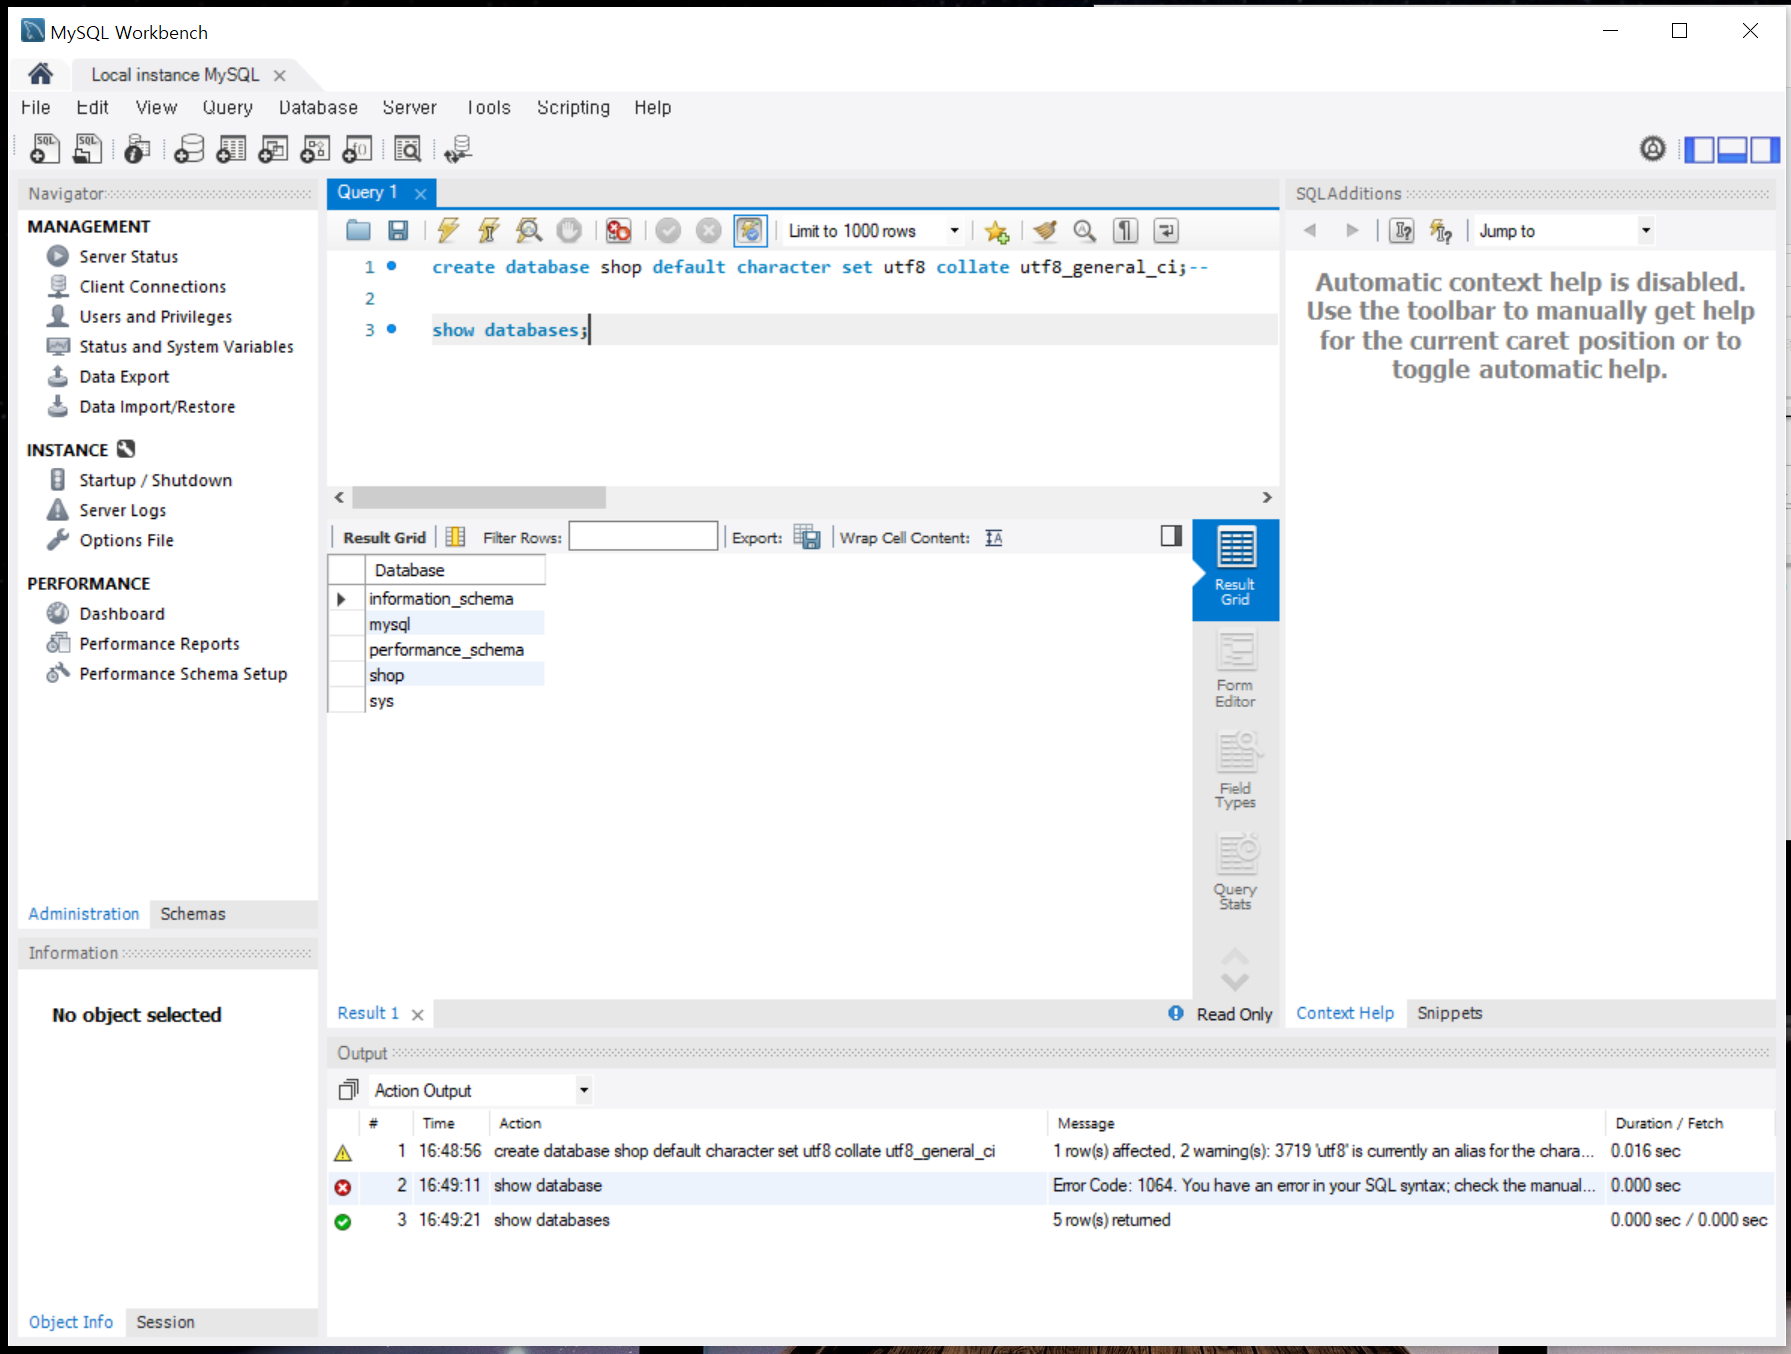 MySQL Workbench
Local instance MySQL
File Edit View Query Database Server Tools Scripting Help
Navigator
MANAGEMENT
Server Status
Client Connections
Users and Privileges
Status and System Variables
Data Export
Data Import/Restore
INSTANCE
Startup / Shutdown
Server Logs
Options File
PERFORMANCE
Dashboard
Performance Reports
Performance Schema Setup
Administration Schemas
Information
No object selected
Object Info Session
Query 1
Limit to 1000 rows
1 create database shop default character set utf8 collate utf8_general_ci;--
2
3 show databases;
Result Grid Filter Rows: Export: Wrap Cell Content:
Database
information_schema
mysql
performance_schema
shop
sys
Result
Grid
Form
Editor
Field
Types
Query
Stats
Result 1 Read Only
SQLAdditions
Jump to
Automatic context help is disabled.
Use the toolbar to manually get help
for the current caret position or to
toggle automatic help.
Context Help Snippets
Output
Action Output
# Time Action Message Duration / Fetch
1 16:48:56 create database shop default character set utf8 collate utf8_general_ci 1 row(s) affected, 2 warning(s): 3719 'utf8' is currently an alias for the chara... 0.016 sec
2 16:49:11 show database Error Code: 1064. You have an error in your SQL syntax; check the manual... 0.000 sec
3 16:49:21 show databases 5 row(s) returned 0.000 sec / 0.000 sec